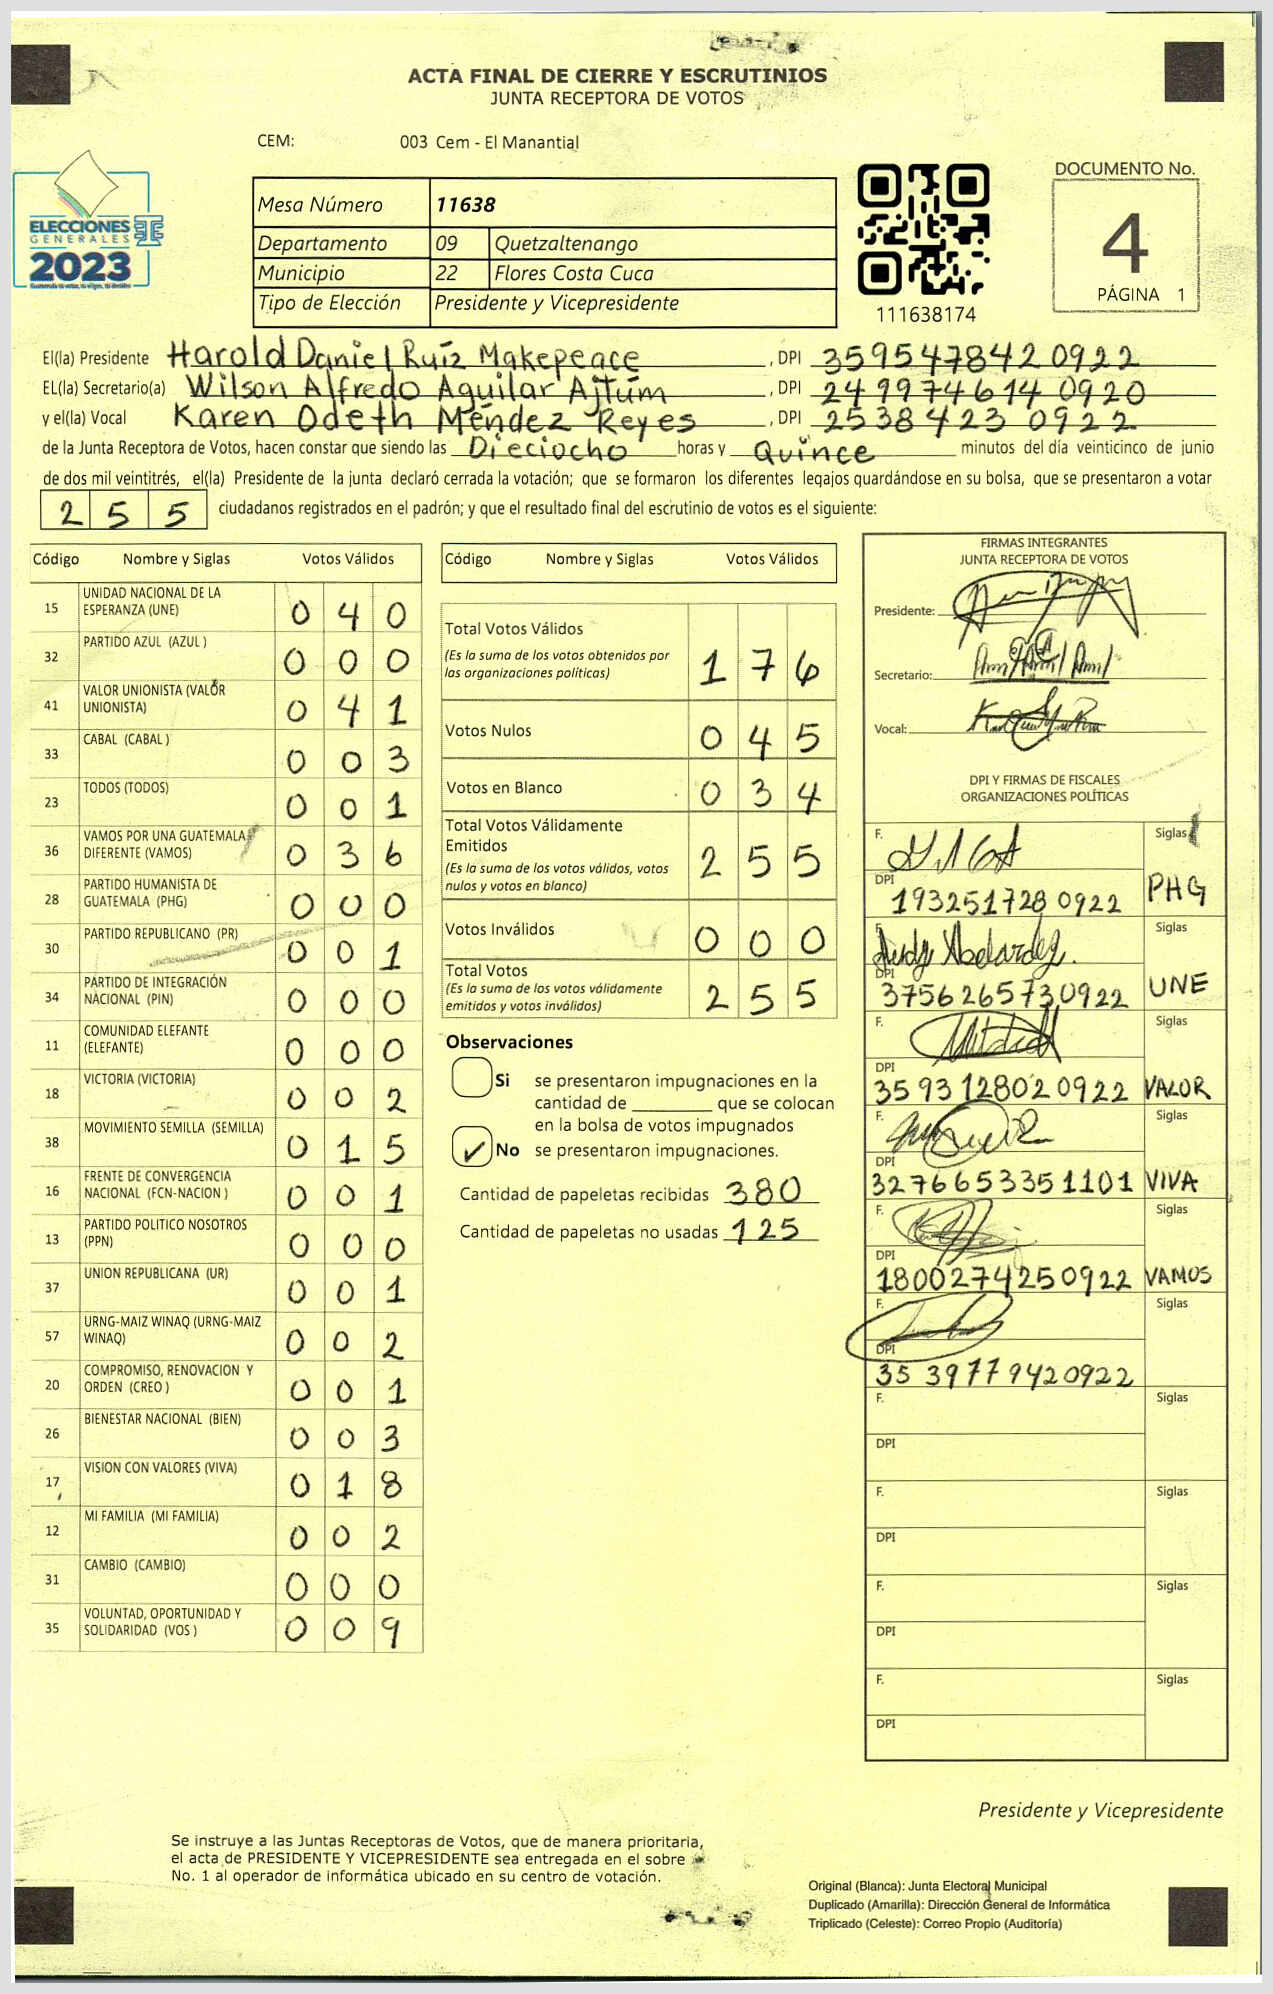 ACTA FINAL DE CIERRE Y ESCRUTINIOS
JUNTA RECEPTORA DE VOTOS
CEM: 003 Cem - El Manantial
ELECCIONES
GENERALES
2023
Mesa Número 11638
Departamento 09 Quetzaltenango
Municipio 22 Flores Costa Cuca
Tipo de Elección Presidente y Vicepresidente
111638174
DOCUMENTO No.
4
PÁGINA 1
El(la) Presidente Harold Daniel Ruíz Makepeace, DPI 3595478420922
EL(la) Secretario(a) Wilson Alfredo Aguilar Ajtúm, DPI 2499746140920
y el(la) Vocal Karen Odeth Méndez Reyes, DPI 2538423 0922
de la Junta Receptora de Votos, hacen constar que siendo las Dieciocho horas y Quince minutos del día veinticinco de junio
de dos mil veintitrés, el(la) Presidente de la junta declaró cerrada la votación; que se formaron los diferentes legajos guardándose en su bolsa, que se presentaron a votar
255 ciudadanos registrados en el padrón; y que el resultado final del escrutinio de votos es el siguiente:
Código Nombre y Siglas Votos Válidos
15 UNIDAD NACIONAL DE LA ESPERANZA (UNE) 0 4 0
32 PARTIDO AZUL (AZUL ) 0 0 0
41 VALOR UNIONISTA (VALOR UNIONISTA) 0 4 1
33 CABAL (CABAL ) 0 0 3
23 TODOS (TODOS) 0 0 1
36 VAMOS POR UNA GUATEMALA DIFERENTE (VAMOS) 0 3 6
28 PARTIDO HUMANISTA DE GUATEMALA (PHG) 0 0 0
30 PARTIDO REPUBLICANO (PR) 0 0 1
34 PARTIDO DE INTEGRACIÓN NACIONAL (PIN) 0 0 0
11 COMUNIDAD ELEFANTE (ELEFANTE) 0 0 0
18 VICTORIA (VICTORIA) 0 0 2
38 MOVIMIENTO SEMILLA (SEMILLA) 0 1 5
16 FRENTE DE CONVERGENCIA NACIONAL (FCN-NACION ) 0 0 1
13 PARTIDO POLITICO NOSOTROS (PPN) 0 0 0
37 UNION REPUBLICANA (UR) 0 0 1
57 URNG-MAIZ WINAQ (URNG-MAIZ WINAQ) 0 0 2
20 COMPROMISO, RENOVACION Y ORDEN (CREO ) 0 0 1
26 BIENESTAR NACIONAL (BIEN) 0 0 3
17 VISION CON VALORES (VIVA) 0 1 8
12 MI FAMILIA (MI FAMILIA) 0 0 2
31 CAMBIO (CAMBIO) 0 0 0
35 VOLUNTAD, OPORTUNIDAD Y SOLIDARIDAD (VOS ) 0 0 9
Código Nombre y Siglas Votos Válidos
Total Votos Válidos 1 7 6
(Es la suma de los votos obtenidos por
las organizaciones políticas)
Votos Nulos 0 4 5
Votos en Blanco 0 3 4
Total Votos Válidamente
Emitidos 2 5 5
(Es la suma de los votos válidos, votos
nulos y votos en blanco)
Votos Inválidos 0 0 0
Total Votos 2 5 5
(Es la suma de los votos válidamente
emitidos y votos inválidos)
Observaciones
Si se presentaron impugnaciones en la
cantidad de ________ que se colocan
en la bolsa de votos impugnados
✓ No se presentaron impugnaciones.
Cantidad de papeletas recibidas 380
Cantidad de papeletas no usadas 125
FIRMAS INTEGRANTES
JUNTA RECEPTORA DE VOTOS
Presidente:
Secretario:
Vocal:
DPI Y FIRMAS DE FISCALES
ORGANIZACIONES POLÍTICAS
F. Siglas
DPI 193251728 0922 PHG
F. Siglas
DPI 3756265730922 UNE
F. Siglas
DPI 3593128020922 VALOR
F. Siglas
DPI 3276653351101 VIVA
F. Siglas
DPI 1800274250922 VAMOS
F. Siglas
DPI 3539779420922
F. Siglas
DPI
F. Siglas
DPI
F. Siglas
DPI
F. Siglas
DPI
Presidente y Vicepresidente
Se instruye a las Juntas Receptoras de Votos, que de manera prioritaria,
el acta de PRESIDENTE Y VICEPRESIDENTE sea entregada en el sobre
No. 1 al operador de informática ubicado en su centro de votación.
Original (Blanca): Junta Electoral Municipal
Duplicado (Amarilla): Dirección General de Informática
Triplicado (Celeste): Correo Propio (Auditoría)